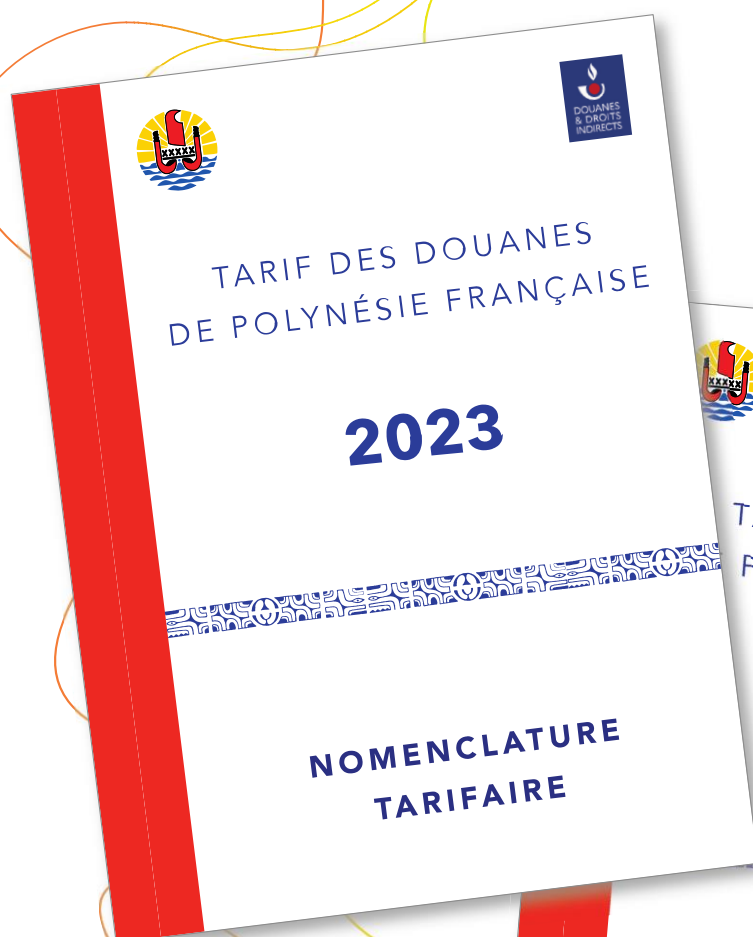 DOUANES
& DROITS
INDIRECTS
TARIF DES DOUANES
DE POLYNÉSIE FRANÇAISE
2023
NOMENCLATURE
TARIFAIRE